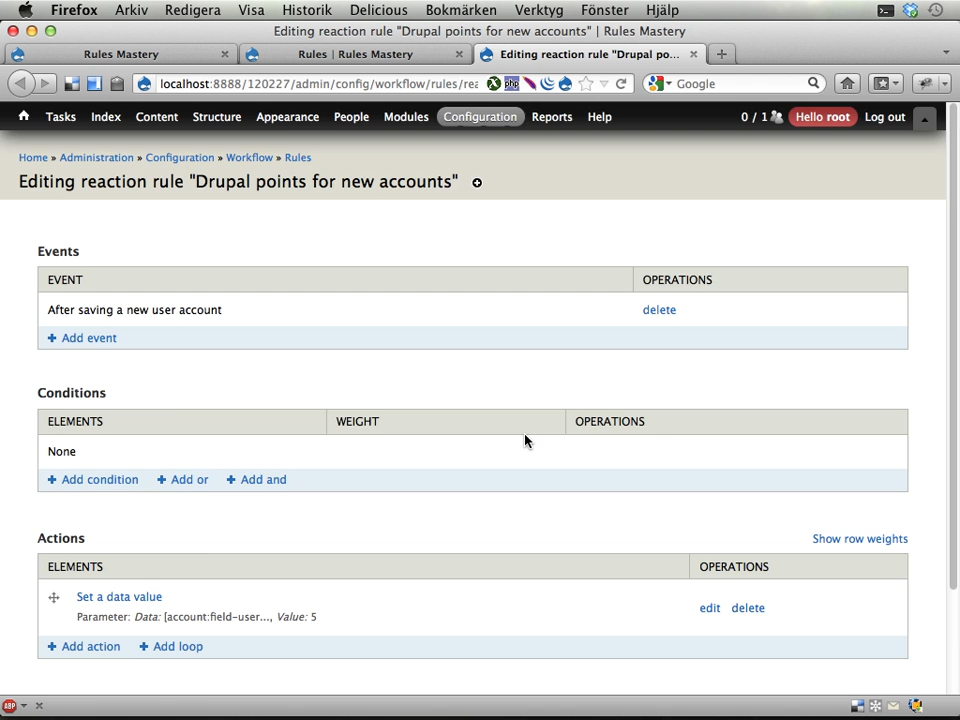 Firefox Arkiv Redigera Visa Historik Delicious Bokmärken Verktyg Fönster Hjälp
Editing reaction rule "Drupal points for new accounts" | Rules Mastery
Rules Mastery × Rules | Rules Mastery × Editing reaction rule "Drupal po... × +
localhost:8888/120227/admin/config/workflow/rules/rea php Google
Tasks Index Content Structure Appearance People Modules Configuration Reports Help 0 / 1 Hello root Log out
Home » Administration » Configuration » Workflow » Rules
Editing reaction rule "Drupal points for new accounts"
Events
EVENT OPERATIONS
After saving a new user account delete
+ Add event
Conditions
ELEMENTS WEIGHT OPERATIONS
None
+ Add condition + Add or + Add and
Actions Show row weights
ELEMENTS OPERATIONS
Set a data value
Parameter: Data: [account:field-user..., Value: 5
edit delete
+ Add action + Add loop
ABP ×